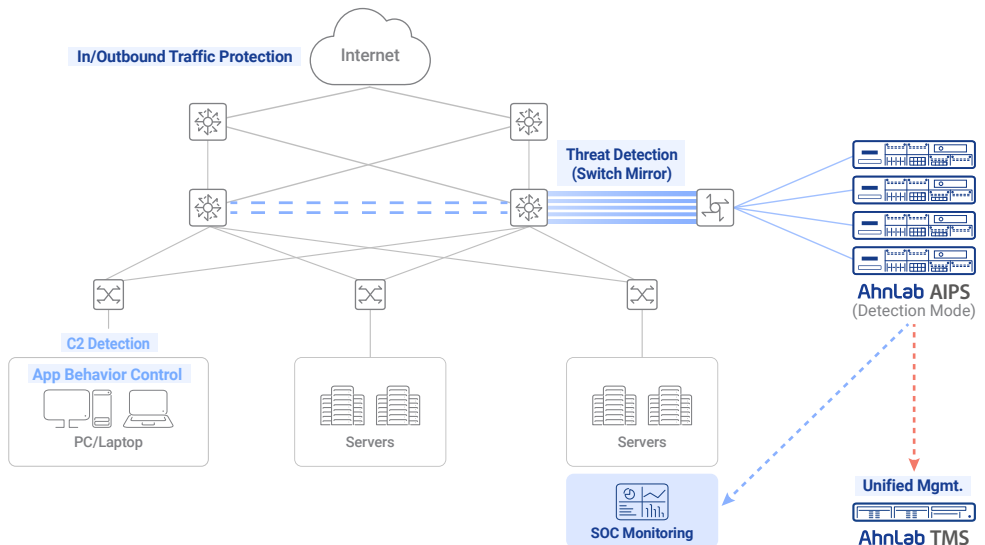 Internet
In/Outbound Traffic Protection
Threat Detection
(Switch Mirror)
AhnLab AIPS
(Detection Mode)
C2 Detection
App Behavior Control
PC/Laptop
Servers
Servers
SOC Monitoring
Unified Mgmt.
AhnLab TMS